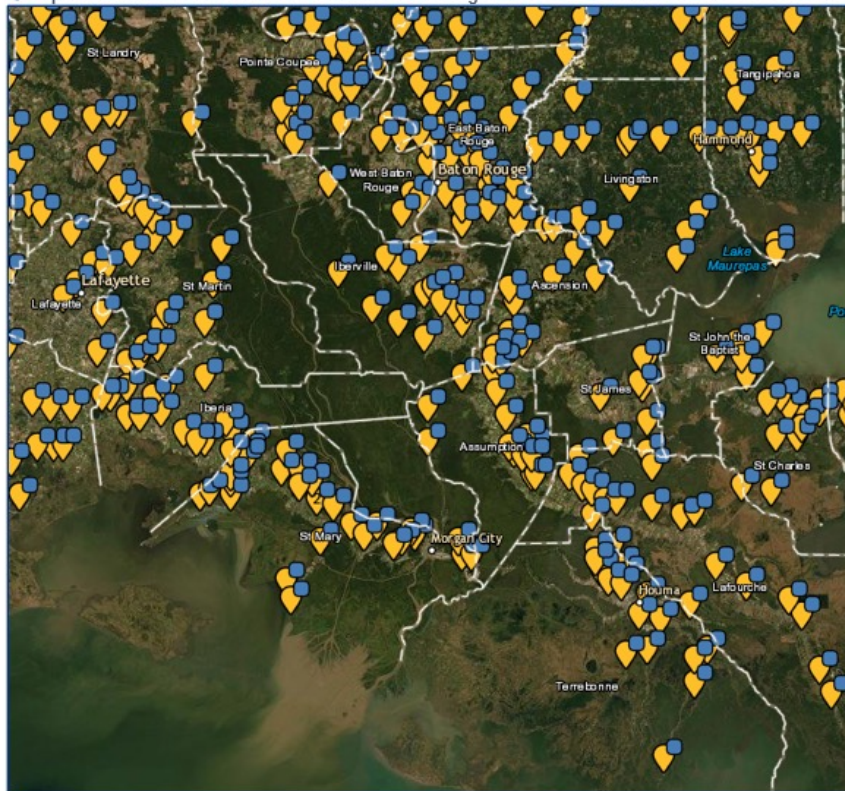 St Landry
Pointe Coupee
Tangipahoa
East Baton
Rouge
Hammond
West Baton
Rouge
Baton Rouge
Livingston
Lake
Maurepas
Iberville
Lafayette
St Martin
Lafayette
Ascension
Po
St John the
Baptist
St James
Iberia
Assumption
St Charles
2
St Mary
Morgan City
Houma
Lafourche
Terrebonne